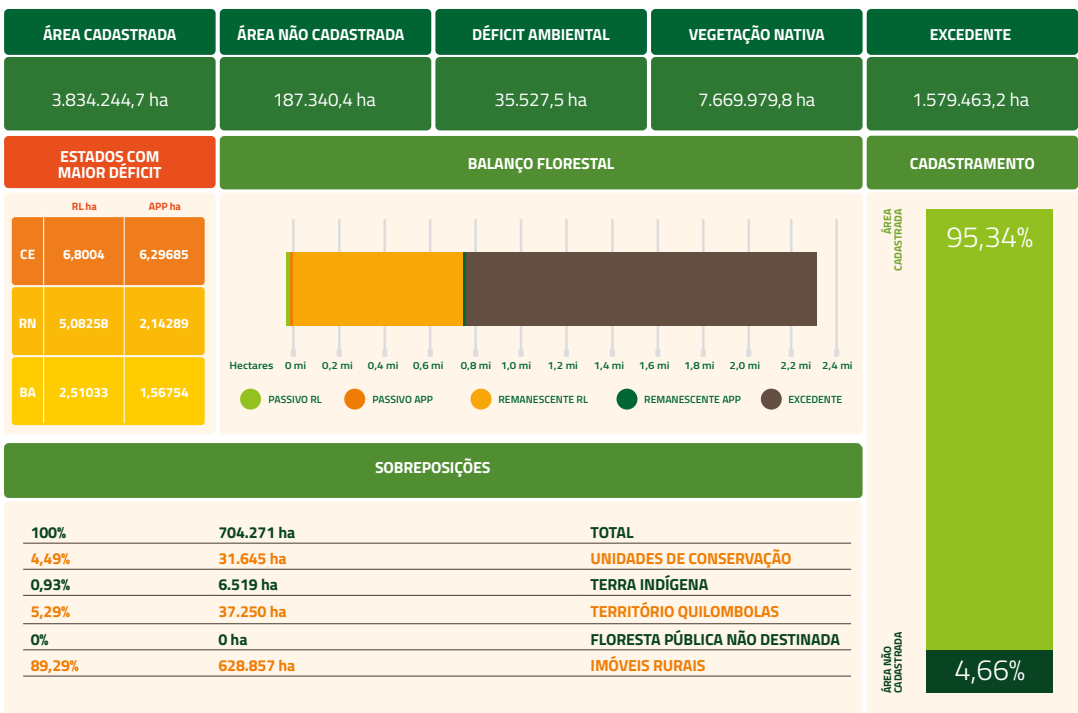 ÁREA CADASTRADA
3.834.244,7 ha
ÁREA NÃO CADASTRADA
187.340,4 ha
DÉFICIT AMBIENTAL
35.527,5 ha
VEGETAÇÃO NATIVA
7.669.979,8 ha
EXCEDENTE
1.579.463,2 ha
ESTADOS COM
MAIOR DÉFICIT
RL ha APP ha
CE 6,8004 6,29685
RN 5,08258 2,14289
BA 2,51033 1,56754
BALANÇO FLORESTAL
Hectares 0 mi 0,2 mi 0,4 mi 0,6 mi 0,8 mi 1,0 mi 1,2 mi 1,4 mi 1,6 mi 1,8 mi 2,0 mi 2,2 mi 2,4 mi
PASSIVO RL PASSIVO APP REMANESCENTE RL REMANESCENTE APP EXCEDENTE
CADASTRAMENTO
ÁREA
CADASTRADA
95,34%
ÁREA NÃO
CADASTRADA
4,66%
SOBREPOSIÇÕES
100% 704.271 ha TOTAL
4,49% 31.645 ha UNIDADES DE CONSERVAÇÃO
0,93% 6.519 ha TERRA INDÍGENA
5,29% 37.250 ha TERRITÓRIO QUILOMBOLAS
0% 0 ha FLORESTA PÚBLICA NÃO DESTINADA
89,29% 628.857 ha IMÓVEIS RURAIS